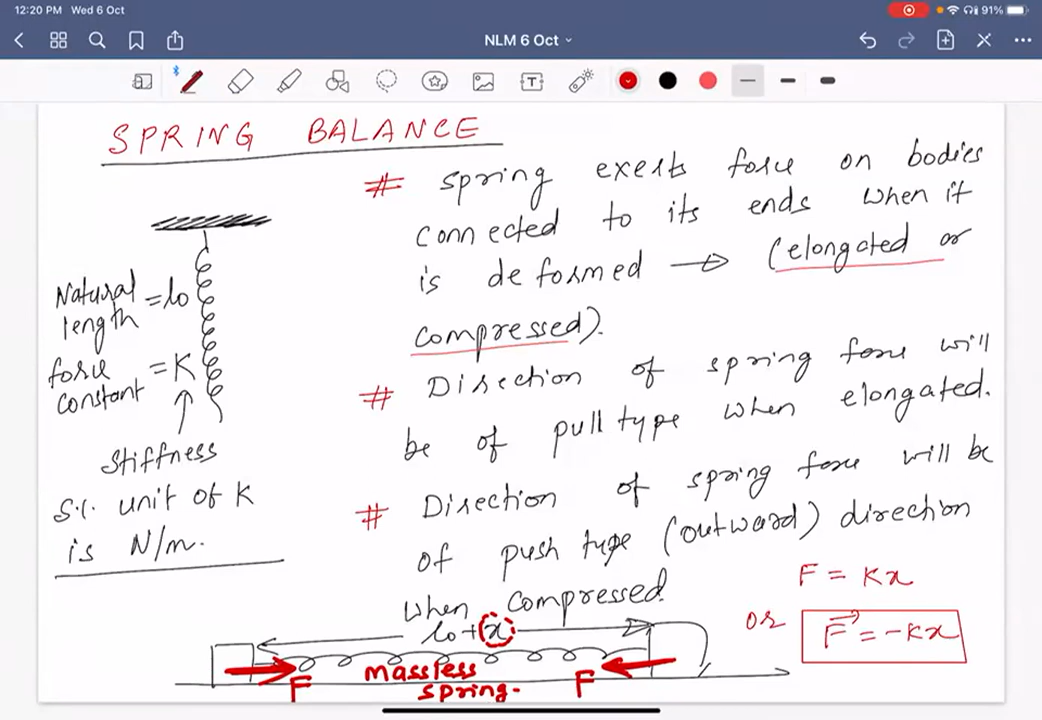 12:20 PM Wed 6 Oct
91%
NLM 6 Oct
SPRING BALANCE
# spring exerts force on bodies
connected to its ends when it
is deformed → (elongated or
compressed).
# Direction of spring force will
be of pull type when elongated.
# Direction of spring force will be
of push type (outward) direction
when compressed.
Natural
length = l0
force
constant = K
↑
Stiffness
S.I. unit of K
is N/m.
F = Kx
or F⃗ = -Kx
l0 + x
massless
spring.
F F